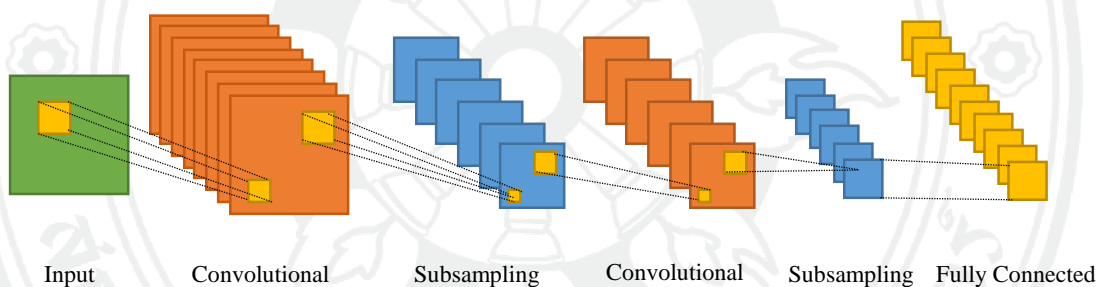 Input
Convolutional
Subsampling
Convolutional
Subsampling
Fully Connected